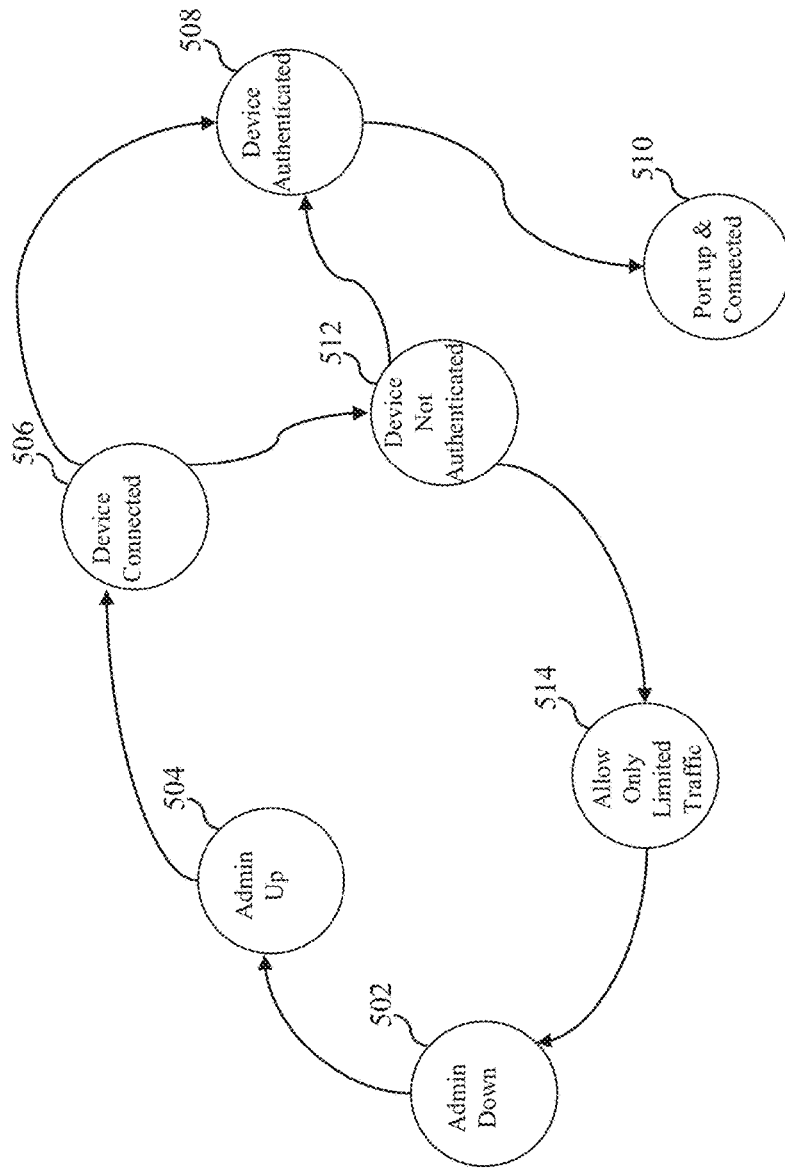 502
Admin
Down
504
Admin
Up
506
Device
Connected
508
Device
Authenticated
510
Port up &
Connected
512
Device
Not
Authenticated
514
Allow
Only
Limited
Traffic